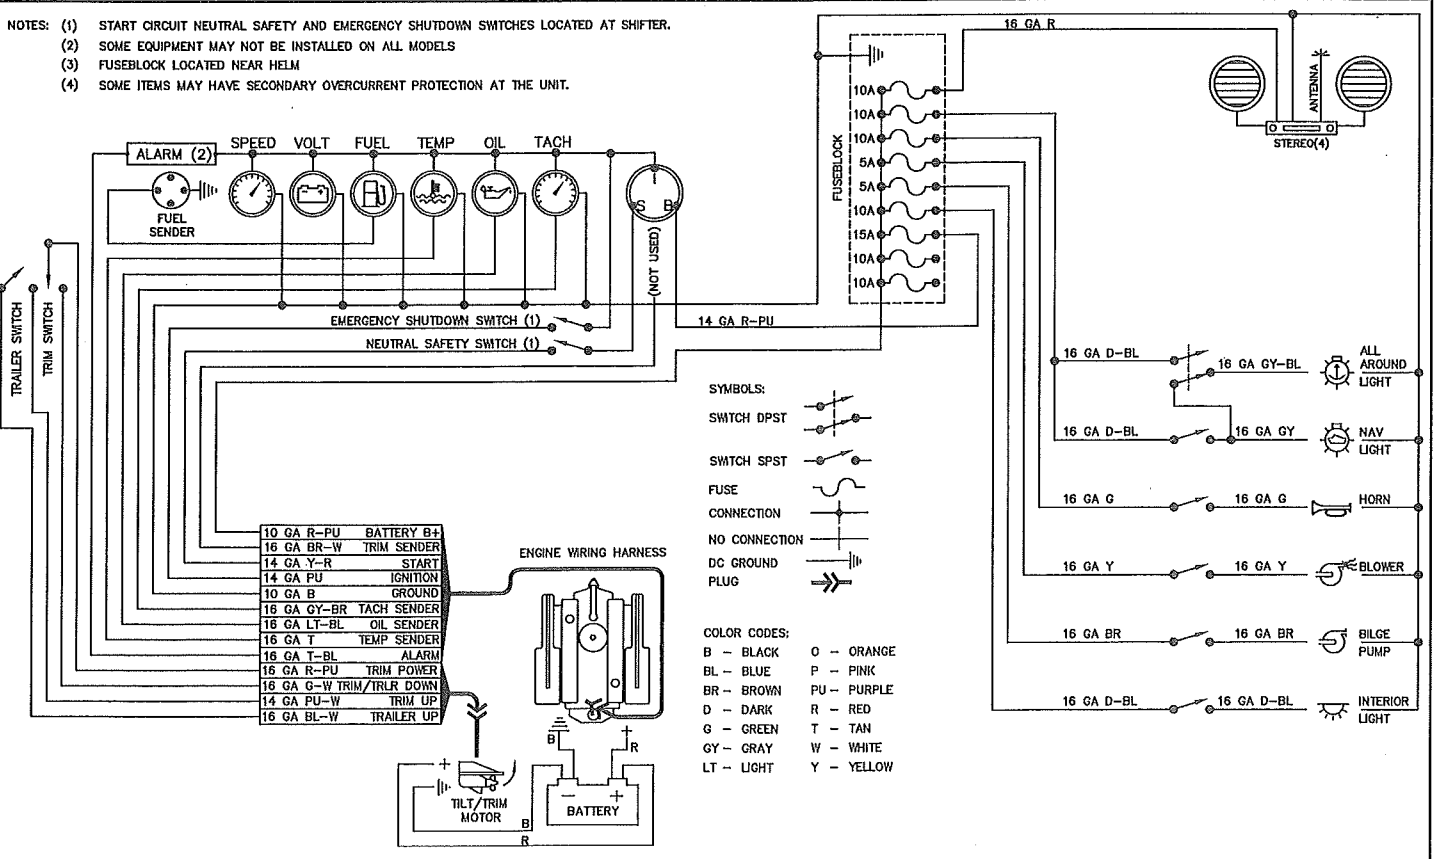 NOTES: (1) START CIRCUIT NEUTRAL SAFETY AND EMERGENCY SHUTDOWN SWITCHES LOCATED AT SHIFTER.
(2) SOME EQUIPMENT MAY NOT BE INSTALLED ON ALL MODELS
(3) FUSEBLOCK LOCATED NEAR HELM
(4) SOME ITEMS MAY HAVE SECONDARY OVERCURRENT PROTECTION AT THE UNIT.
16 GA R
ANTENNA
STEREO(4)
FUSEBLOCK
10A
10A
10A
5A
5A
10A
15A
10A
10A
ALARM (2)
SPEED VOLT FUEL TEMP OIL TACH
FUEL
SENDER
S B
(NOT USED)
TRAILER SWITCH
TRIM SWITCH
EMERGENCY SHUTDOWN SWITCH (1)
NEUTRAL SAFETY SWITCH (1)
14 GA R-PU
16 GA D-BL
16 GA GY-BL
ALL
AROUND
LIGHT
16 GA D-BL
16 GA GY
NAV
LIGHT
16 GA G
16 GA G
HORN
16 GA Y
16 GA Y
BLOWER
16 GA BR
16 GA BR
BILGE
PUMP
16 GA D-BL
16 GA D-BL
INTERIOR
LIGHT
SYMBOLS:
SWITCH DPST
SWITCH SPST
FUSE
CONNECTION
NO CONNECTION
DC GROUND
PLUG
COLOR CODES:
B - BLACK O - ORANGE
BL - BLUE P - PINK
BR - BROWN PU - PURPLE
D - DARK R - RED
G - GREEN T - TAN
GY - GRAY W - WHITE
LT - LIGHT Y - YELLOW
10 GA R-PU BATTERY B+
16 GA BR-W TRIM SENDER
14 GA Y-R START
14 GA PU IGNITION
10 GA B GROUND
16 GA GY-BR TACH SENDER
16 GA LT-BL OIL SENDER
16 GA T TEMP SENDER
16 GA T-BL ALARM
16 GA R-PU TRIM POWER
16 GA G-W TRIM/TRLR DOWN
14 GA PU-W TRIM UP
16 GA BL-W TRAILER UP
ENGINE WIRING HARNESS
B + R
+
TILT/TRIM
MOTOR
- +
BATTERY
B
R